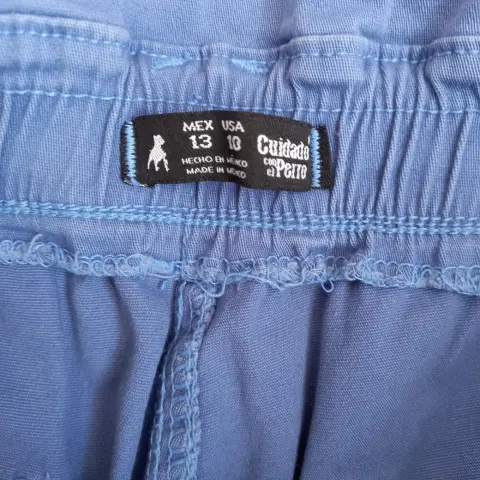 MEX USA
13 10
HECHO EN MÉXICO
MADE IN MEXICO
Cuidado
con
el Perro